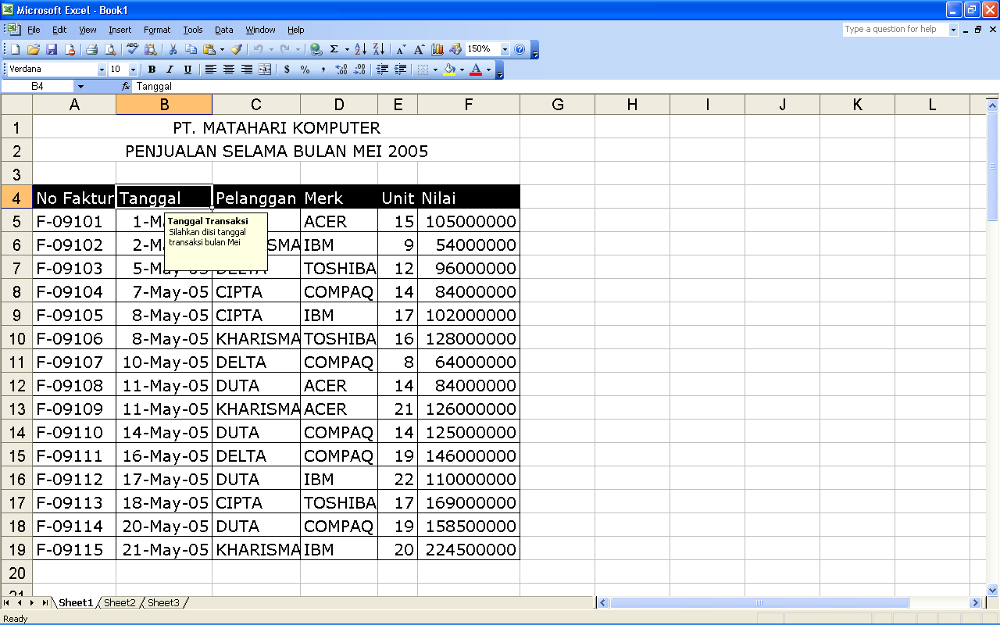 Microsoft Excel - Book1
File Edit View Insert Format Tools Data Window Help
Type a question for help
150%
Verdana 10 B I U $ % ,
B4 fx Tanggal
A B C D E F G H I J K L
1 PT. MATAHARI KOMPUTER
2 PENJUALAN SELAMA BULAN MEI 2005
3
4 No Faktur Tanggal Pelanggan Merk Unit Nilai
5 F-09101 1-Ma ACER 15 105000000
Tanggal Transaksi
Silahkan diisi tanggal
transaksi bulan Mei
6 F-09102 2-Ma SMA IBM 9 54000000
7 F-09103 5-May-05 DELTA TOSHIBA 12 96000000
8 F-09104 7-May-05 CIPTA COMPAQ 14 84000000
9 F-09105 8-May-05 CIPTA IBM 17 102000000
10 F-09106 8-May-05 KHARISMA TOSHIBA 16 128000000
11 F-09107 10-May-05 DELTA COMPAQ 8 64000000
12 F-09108 11-May-05 DUTA ACER 14 84000000
13 F-09109 11-May-05 KHARISMA ACER 21 126000000
14 F-09110 14-May-05 DUTA COMPAQ 14 125000000
15 F-09111 16-May-05 DELTA COMPAQ 19 146000000
16 F-09112 17-May-05 DUTA IBM 22 110000000
17 F-09113 18-May-05 CIPTA TOSHIBA 17 169000000
18 F-09114 20-May-05 DUTA COMPAQ 19 158500000
19 F-09115 21-May-05 KHARISMA IBM 20 224500000
20
21
Sheet1 Sheet2 Sheet3
Ready